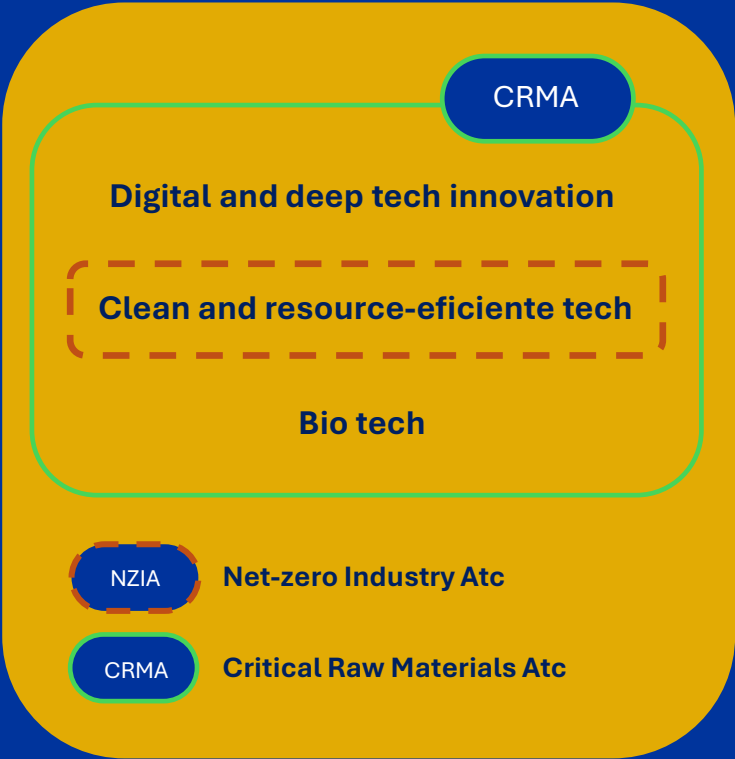 CRMA
Digital and deep tech innovation
Clean and resource-eficiente tech
Bio tech
NZIA Net-zero Industry Atc
CRMA Critical Raw Materials Atc